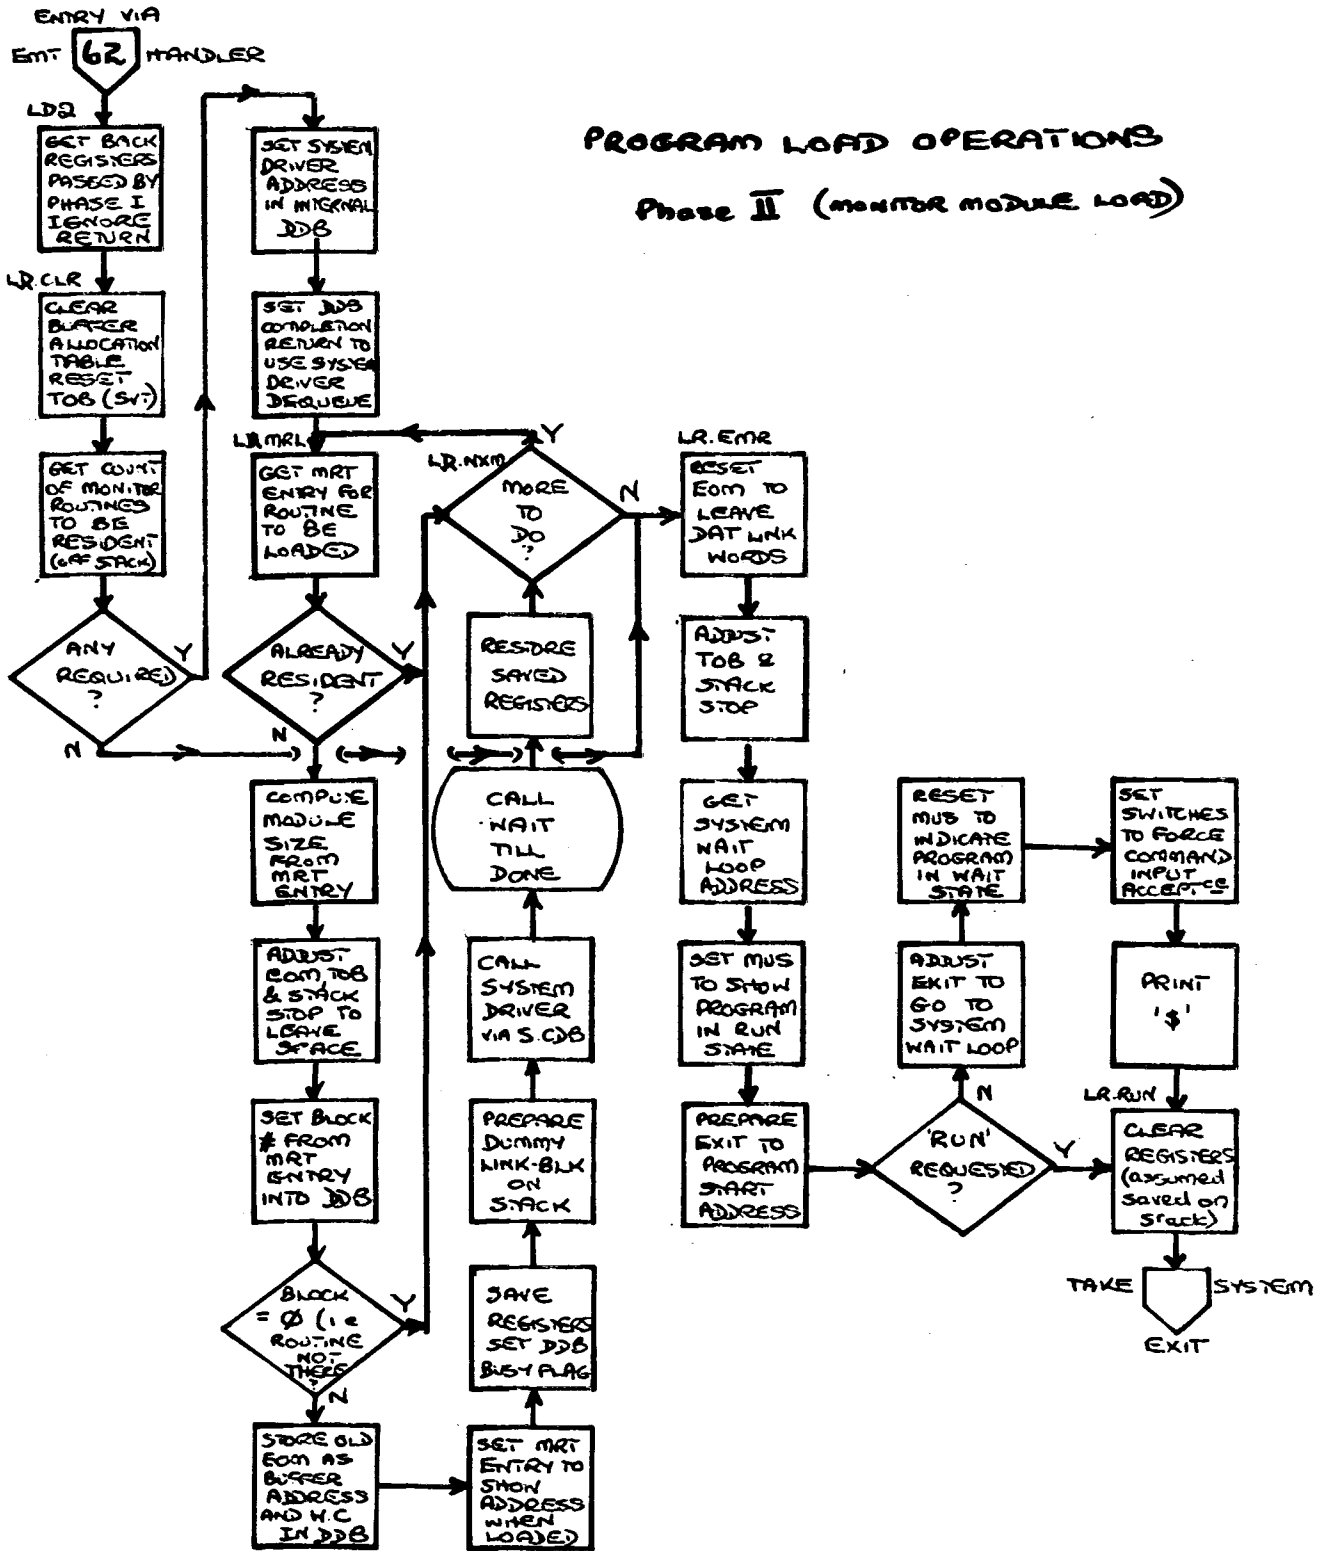 ENTRY VIA
EMT 62 HANDLER
PROGRAM LOAD OPERATIONS
Phase II (MONITOR MODULE LOAD)
LD2
GET BACK
REGISTERS
PASSED BY
PHASE I
IGNORE
RETURN
LR.CLR
CLEAR
BUFFER
ALLOCATION
TABLE
RESET
TOB (SVT)
GET COUNT
OF MONITOR
ROUTINES
TO BE
RESIDENT
(OFF STACK)
ANY
REQUIRED
?
Y
N
SET SYSTEM
DRIVER
ADDRESS
IN INTERNAL
DDB
SET DDB
COMPLETION
RETURN TO
USE SYSTEM
DRIVER
DEQUEUE
LR.MRL
GET MRT
ENTRY FOR
ROUTINE
TO BE
LOADED
ALREADY
RESIDENT
?
Y
N
COMPUTE
MODULE
SIZE
FROM
MRT
ENTRY
ADJUST
EOM, TOB
& STACK
STOP TO
LEAVE
SPACE
SET BLOCK
# FROM
MRT
ENTRY
INTO DDB
BLOCK
= Ø (i.e
ROUTINE
NOT
THERE
?
Y
N
STORE OLD
EOM AS
BUFFER
ADDRESS
AND W.C
IN DDB
SET MRT
ENTRY TO
SHOW
ADDRESS
WHEN
LOADED
SAVE
REGISTERS
SET DDB
BUSY FLAG
PREPARE
DUMMY
LINK-BLK
ON
STACK
CALL
SYSTEM
DRIVER
VIA S.CDB
CALL
WAIT
TILL
DONE
RESTORE
SAVED
REGISTERS
LR.NXM
MORE
TO
DO
?
Y
N
LR.EMR
RESET
EOM TO
LEAVE
DAT LINK
WORDS
ADJUST
TOB &
STACK
STOP
GET
SYSTEM
WAIT
LOOP
ADDRESS
SET MUS
TO SHOW
PROGRAM
IN RUN
STATE
PREPARE
EXIT TO
PROGRAM
START
ADDRESS
'RUN'
REQUESTED
?
N
Y
ADJUST
EXIT TO
GO TO
SYSTEM
WAIT LOOP
RESET
MUS TO
INDICATE
PROGRAM
IN WAIT
STATE
SET
SWITCHES
TO FORCE
COMMAND
INPUT
ACCEPTCE
PRINT
'$'
LR.RUN
CLEAR
REGISTERS
(assumed
saved on
stack)
TAKE SYSTEM
EXIT